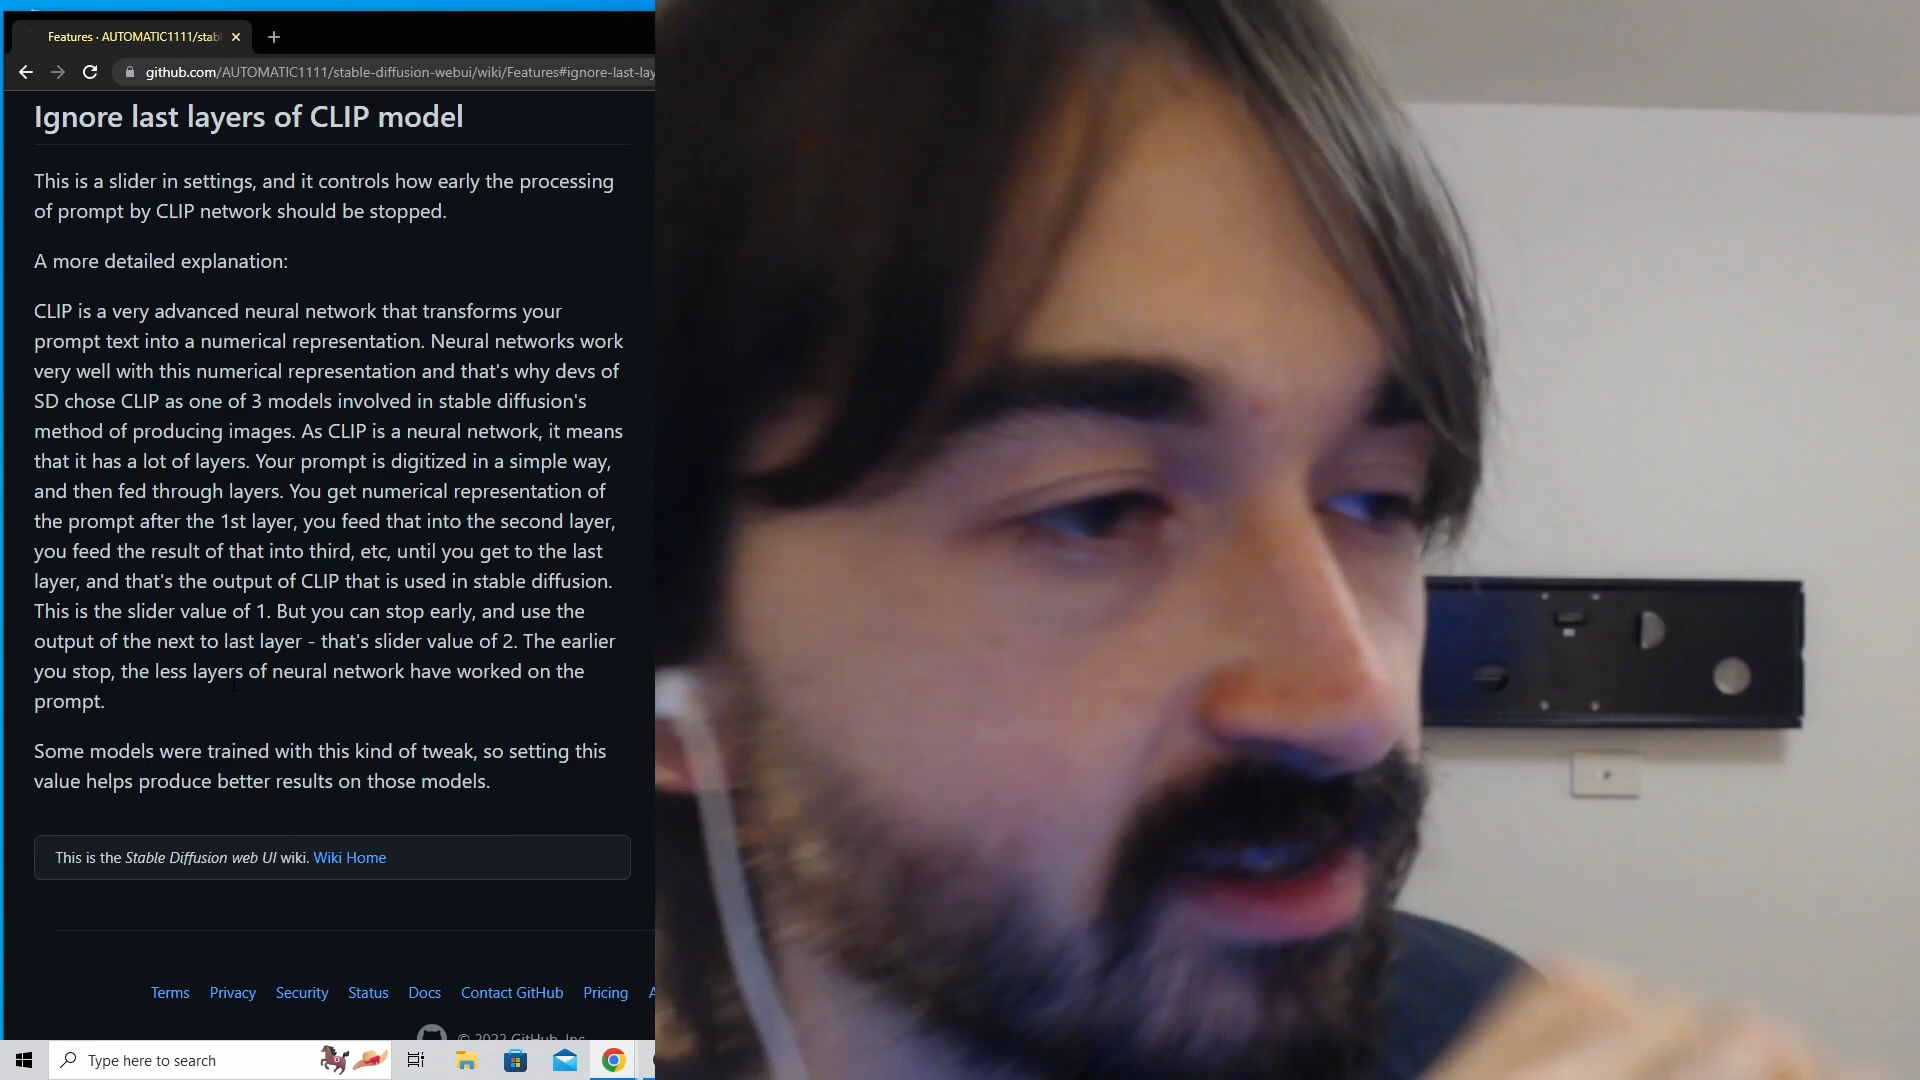 Features · AUTOMATIC1111/stab
github.com/AUTOMATIC1111/stable-diffusion-webui/wiki/Features#ignore-last-lay
Ignore last layers of CLIP model
This is a slider in settings, and it controls how early the processing
of prompt by CLIP network should be stopped.
A more detailed explanation:
CLIP is a very advanced neural network that transforms your
prompt text into a numerical representation. Neural networks work
very well with this numerical representation and that's why devs of
SD chose CLIP as one of 3 models involved in stable diffusion's
method of producing images. As CLIP is a neural network, it means
that it has a lot of layers. Your prompt is digitized in a simple way,
and then fed through layers. You get numerical representation of
the prompt after the 1st layer, you feed that into the second layer,
you feed the result of that into third, etc, until you get to the last
layer, and that's the output of CLIP that is used in stable diffusion.
This is the slider value of 1. But you can stop early, and use the
output of the next to last layer - that's slider value of 2. The earlier
you stop, the less layers of neural network have worked on the
prompt.
Some models were trained with this kind of tweak, so setting this
value helps produce better results on those models.
This is the Stable Diffusion web UI wiki. Wiki Home
Terms Privacy Security Status Docs Contact GitHub Pricing A
© 2022 GitHub, Inc.
Type here to search